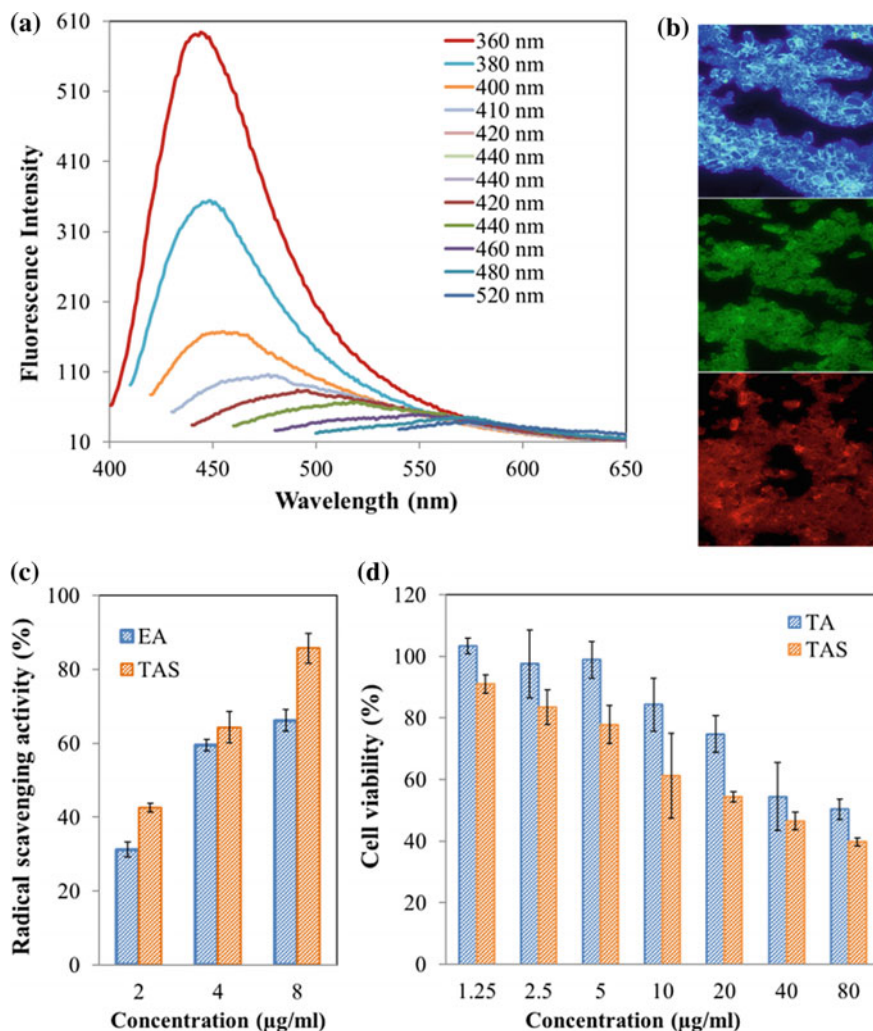 (a)
610
510
410
310
210
110
10
Fluorescence Intensity
400 450 500 550 600 650
Wavelength (nm)
360 nm
380 nm
400 nm
410 nm
420 nm
440 nm
440 nm
420 nm
440 nm
460 nm
480 nm
520 nm
(b)
(c)
100
80
60
40
20
0
Radical scavenging activity (%)
EA
TAS
2 4 8
Concentration (μg/ml)
(d)
120
100
80
60
40
20
0
Cell viability (%)
TA
TAS
1.25 2.5 5 10 20 40 80
Concentration (μg/ml)